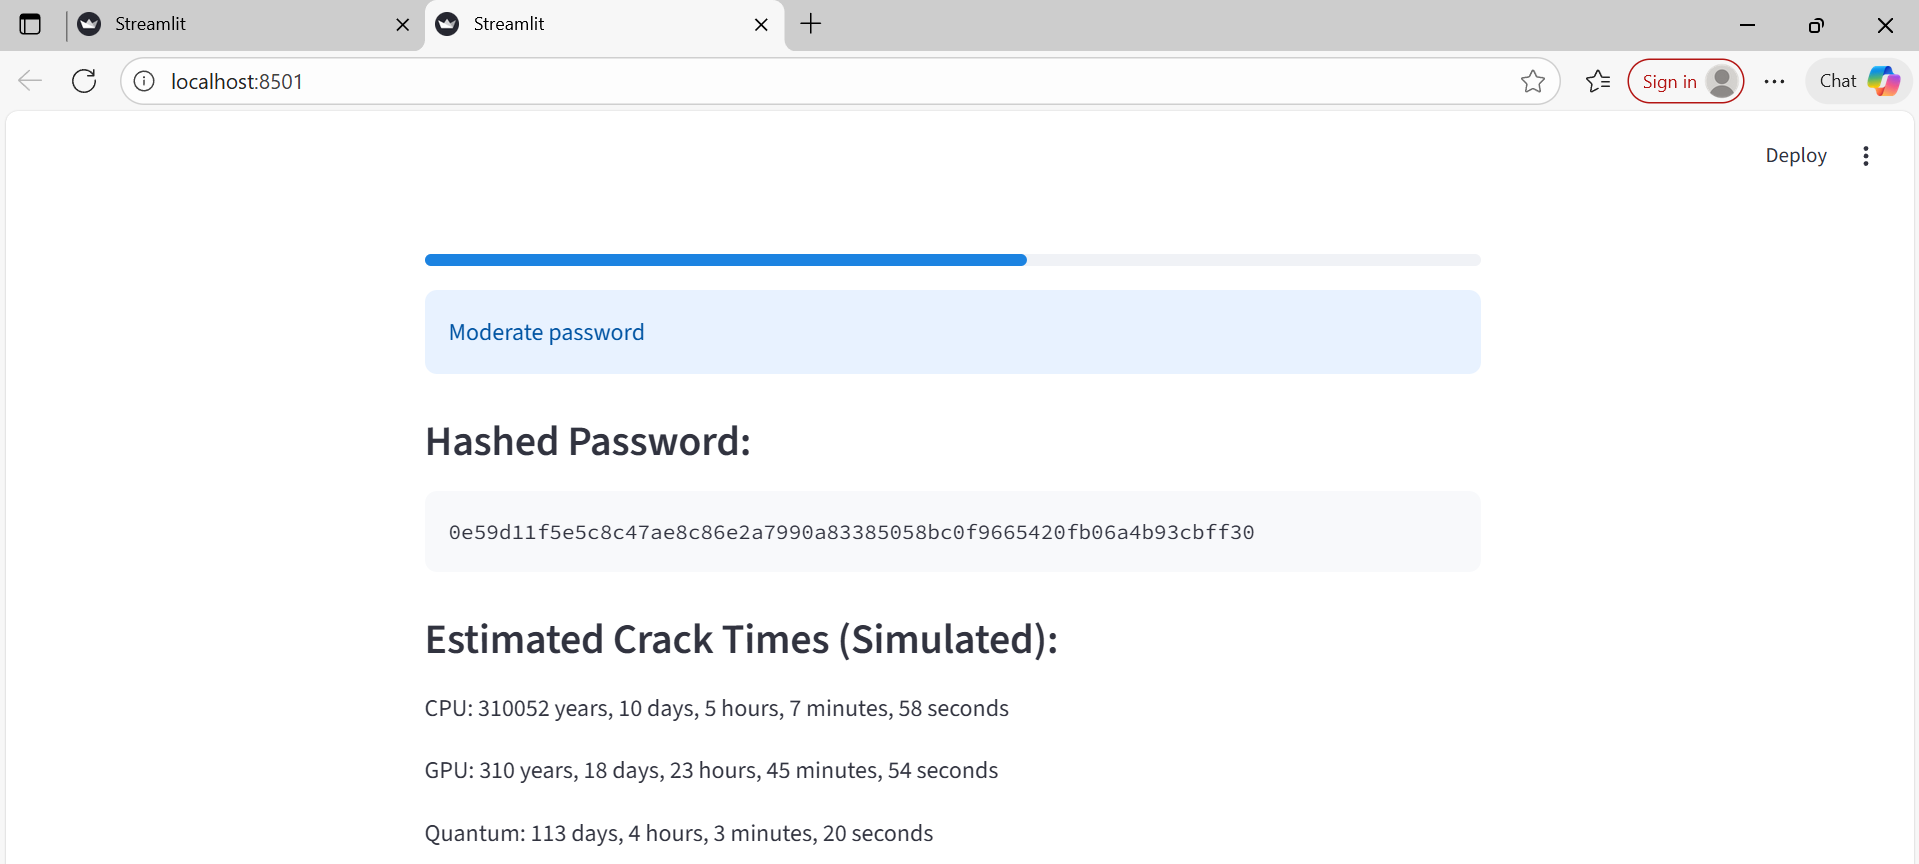 Streamlit
Streamlit
localhost:8501
Sign in
Chat
Deploy
Moderate password
Hashed Password:
0e59d11f5e5c8c47ae8c86e2a7990a83385058bc0f9665420fb06a4b93cbff30
Estimated Crack Times (Simulated):
CPU: 310052 years, 10 days, 5 hours, 7 minutes, 58 seconds
GPU: 310 years, 18 days, 23 hours, 45 minutes, 54 seconds
Quantum: 113 days, 4 hours, 3 minutes, 20 seconds